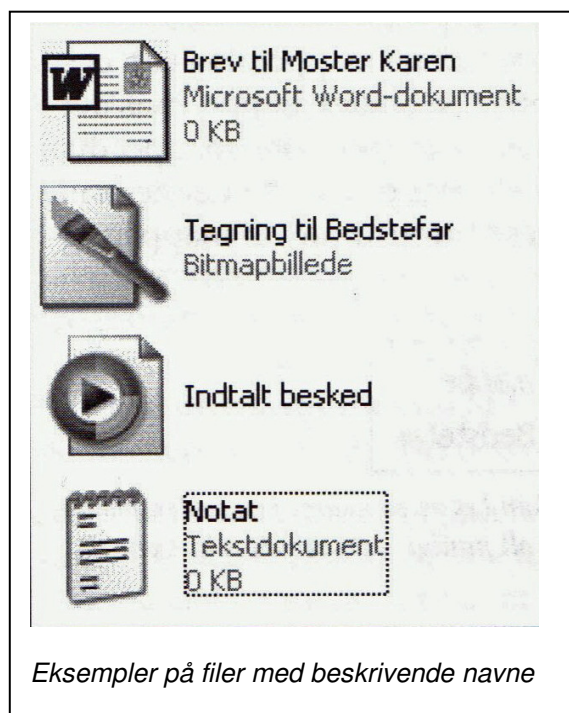 Brev til Moster Karen
Microsoft Word-dokument
0 KB
Tegning til Bedstefar
Bitmapbillede
Indtalt besked
Notat
Tekstdokument
0 KB
Eksempler på filer med beskrivende navne